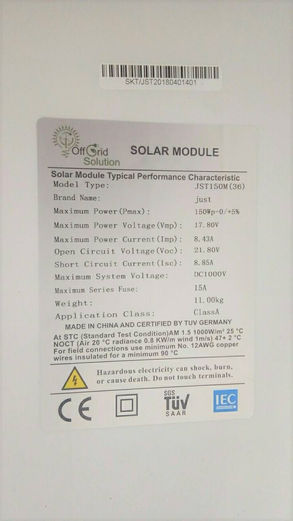 SKT/JST20180401401
OffGrid
Solution
SOLAR MODULE
Solar Module Typical Performance Characteristic
Model Type: JST150M(36)
Brand Name: just
Maximum Power(Pmax): 150Wp-0/+5%
Maximum Power Voltage(Vmp): 17.80V
Maximum Power Current(Imp): 8.43A
Open Circuit Voltage(Voc): 21.80V
Short Circuit Current(Isc): 8.85A
Maximum System Voltage: DC1000V
Maximum Series Fuse: 15A
Weight: 11.00kg
Application Class: ClassA
MADE IN CHINA AND CERTIFIED BY TUV GERMANY
At STC (Standard Test Condition)AM 1.5 1000W/m² 25 °C
NOCT (Air 20 °C radiance 0.8 KW/m wind 1m/s) 47+ 2 °C
For field connections use minimum No. 12AWG copper
wires insulated for a minimum 90 °C
Hazardous electricity can shock, burn,
or cause death. Do not touch terminals.
CE
SGS
TÜV
SAAR
IEC